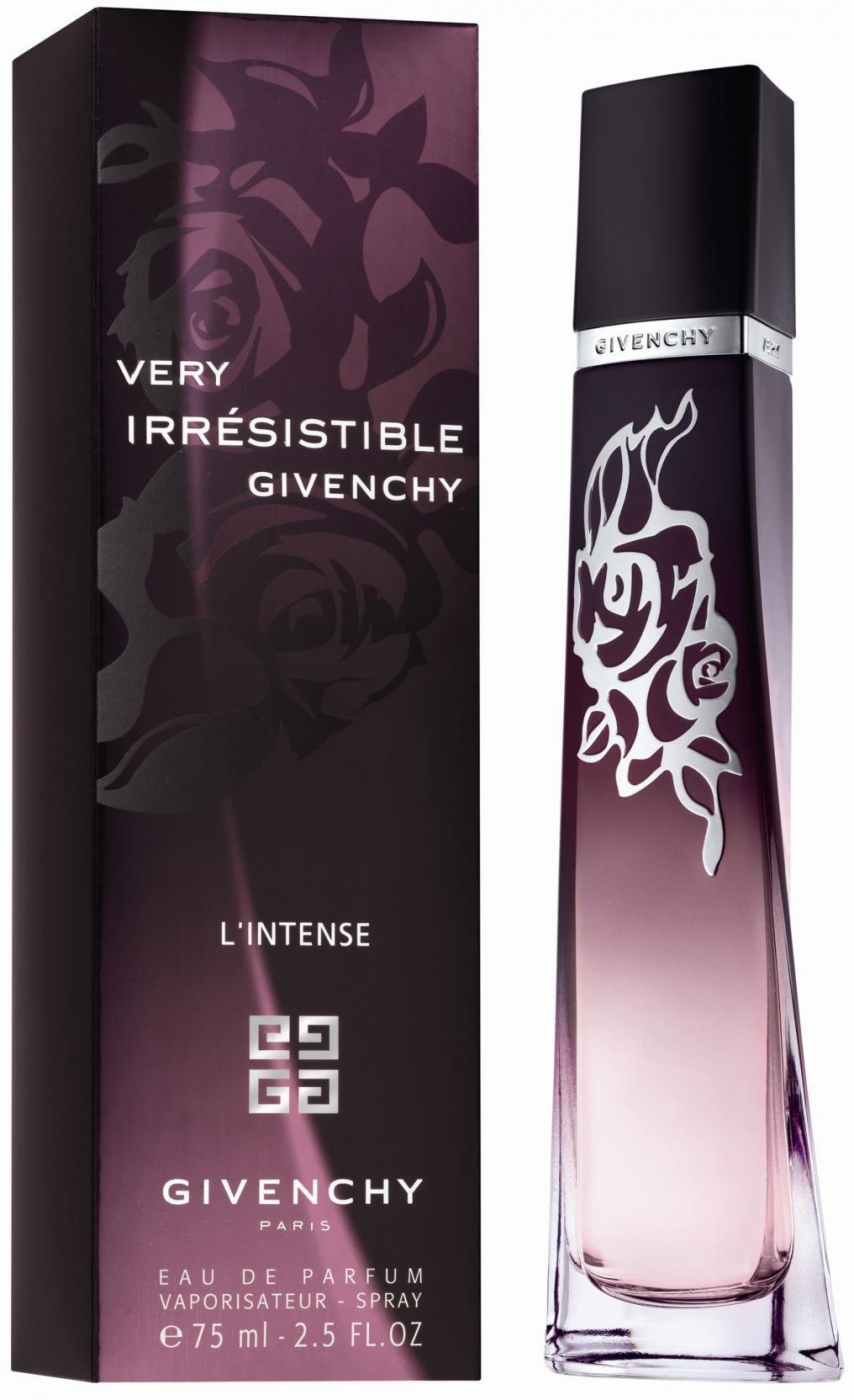 VERY
IRRÉSISTIBLE
GIVENCHY
L'INTENSE
GIVENCHY
PARIS
EAU DE PARFUM
VAPORISATEUR - SPRAY
℮ 75 ml - 2.5 FL.OZ
GIVENCHY